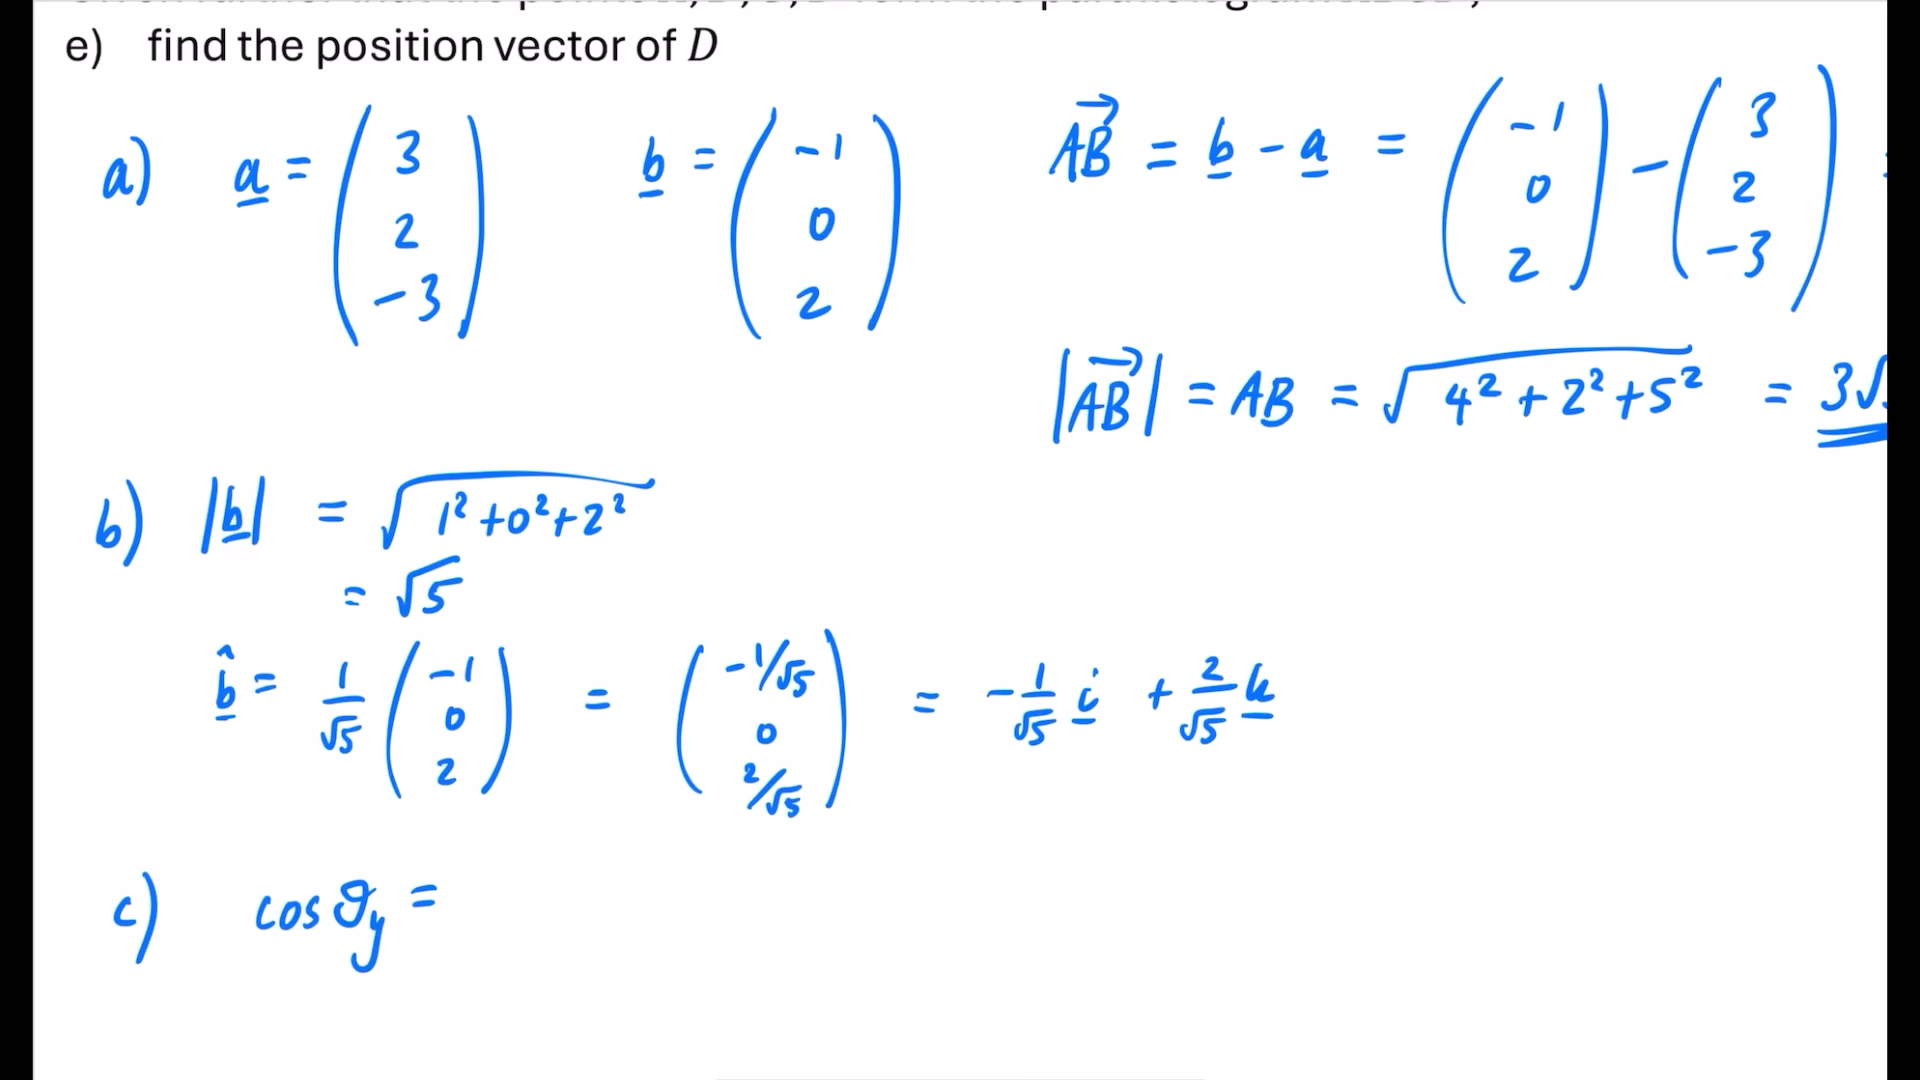 e) find the position vector of D
a) a = (3 2 -3) b = (-1 0 2) AB = b - a = (-1 0 2) - (3 2 -3)
|AB| = AB = √4² + 2² + 5² = 3√
b) |b| = √1² + 0² + 2²
= √5
b̂ = 1/√5 (-1 0 2) = (-1/√5 0 2/√5) = -1/√5 i + 2/√5 k
c) cos θy =